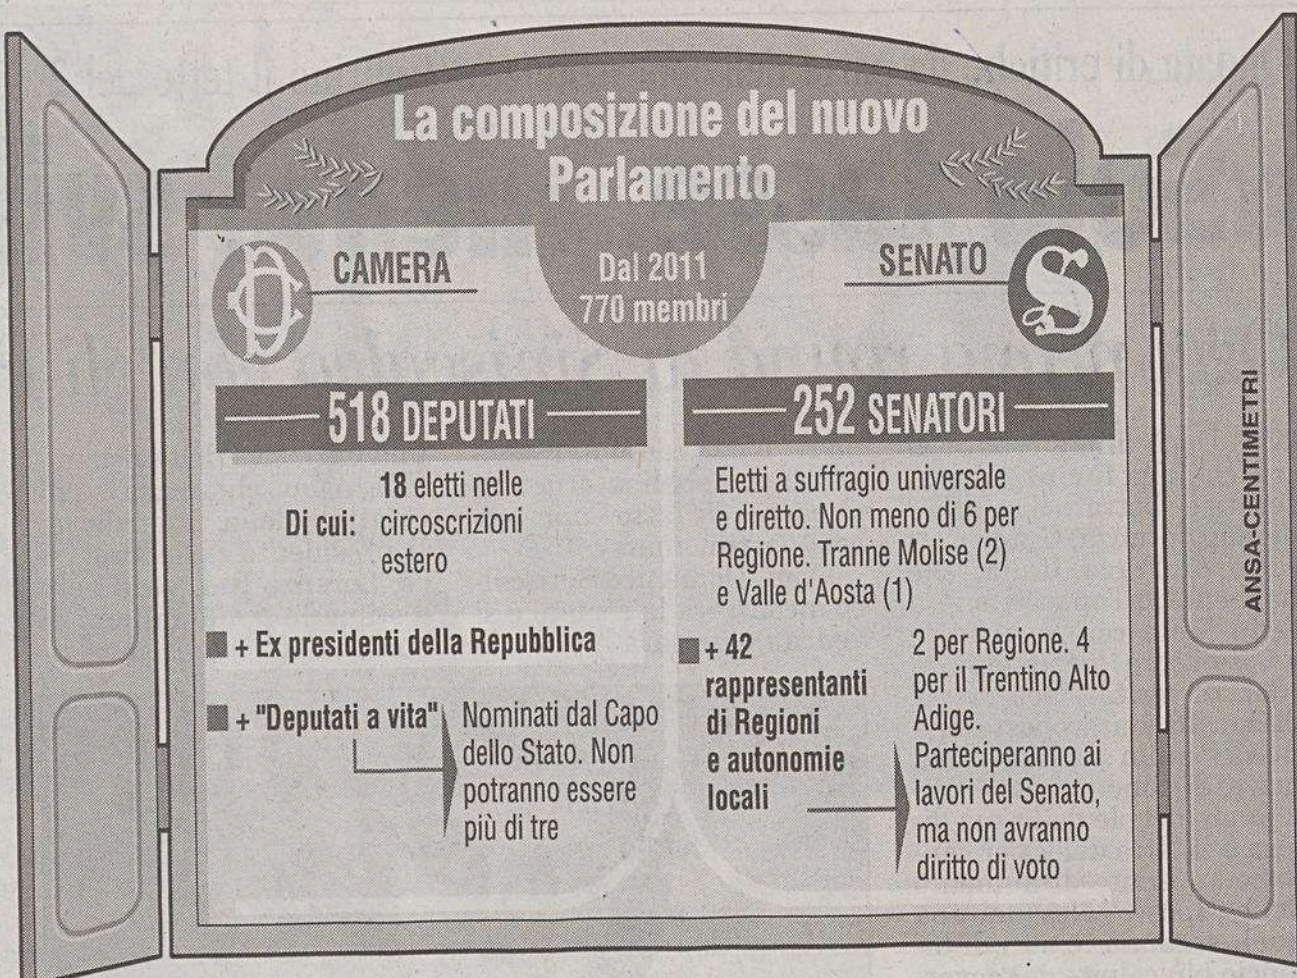 La composizione del nuovo
Parlamento
Dal 2011
770 membri
CAMERA
518 DEPUTATI
Di cui:
18 eletti nelle
circoscrizioni
estero
+ Ex presidenti della Repubblica
+ "Deputati a vita"
Nominati dal Capo
dello Stato. Non
potranno essere
più di tre
SENATO
S
252 SENATORI
Eletti a suffragio universale
e diretto. Non meno di 6 per
Regione. Tranne Molise (2)
e Valle d'Aosta (1)
+ 42
rappresentanti
di Regioni
e autonomie
locali
2 per Regione. 4
per il Trentino Alto
Adige.
Parteciperanno ai
lavori del Senato,
ma non avranno
diritto di voto
ANSA-CENTIMETRI